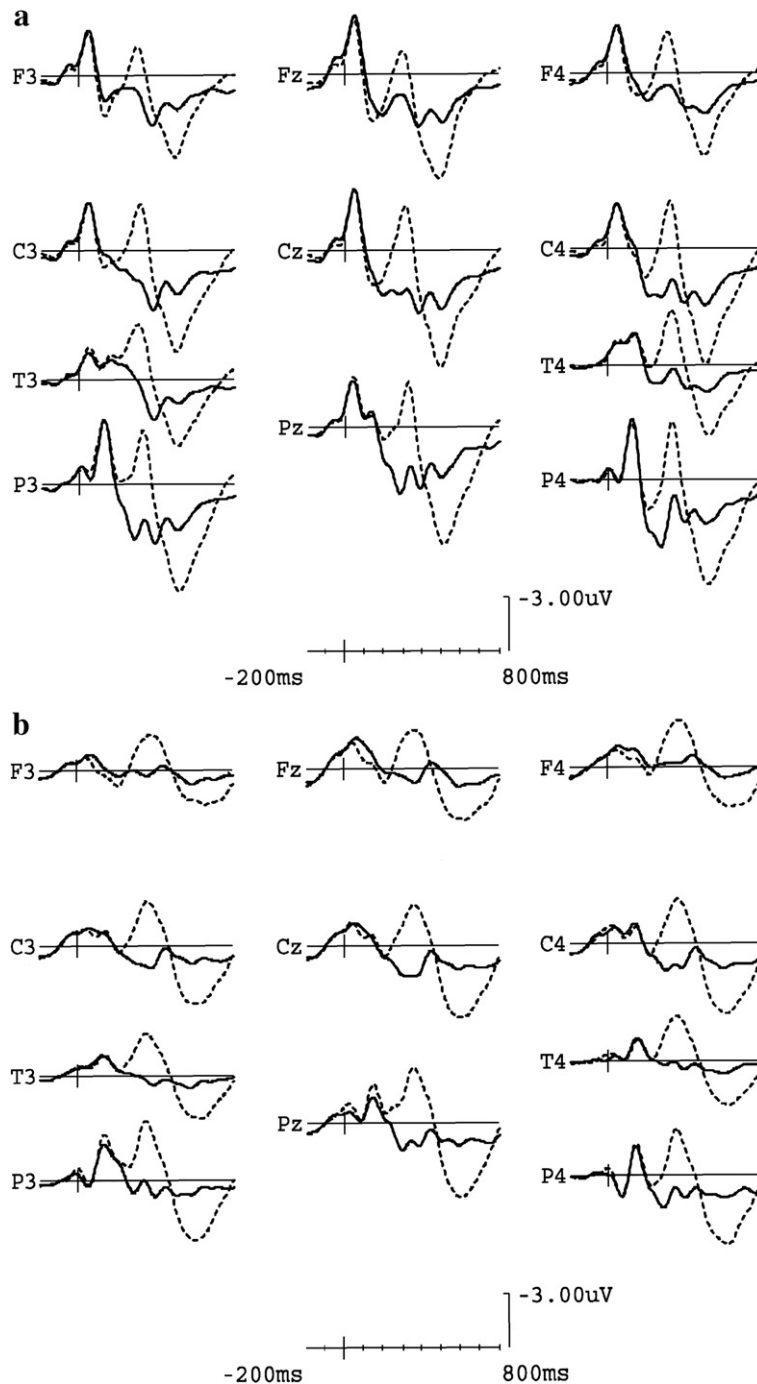 a
F3 Fz F4
C3 Cz C4
T3 T4
Pz
P3 P4
-3.00uV
-200ms 800ms
b
F3 Fz F4
C3 Cz C4
T3 T4
Pz
P3 P4
-3.00uV
-200ms 800ms